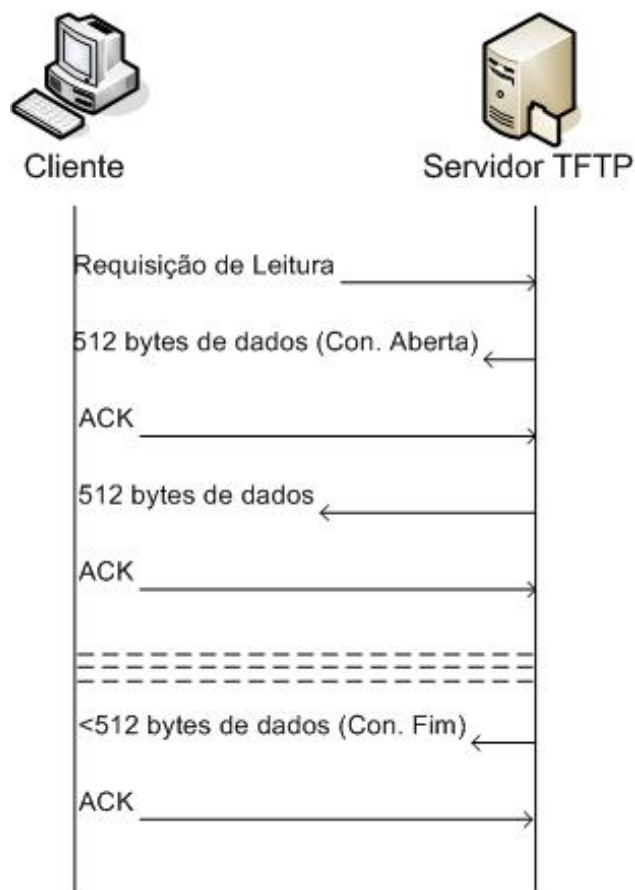 Cliente
Servidor TFTP
Requisição de Leitura
512 bytes de dados (Con. Aberta)
ACK
512 bytes de dados
ACK
<512 bytes de dados (Con. Fim)
ACK